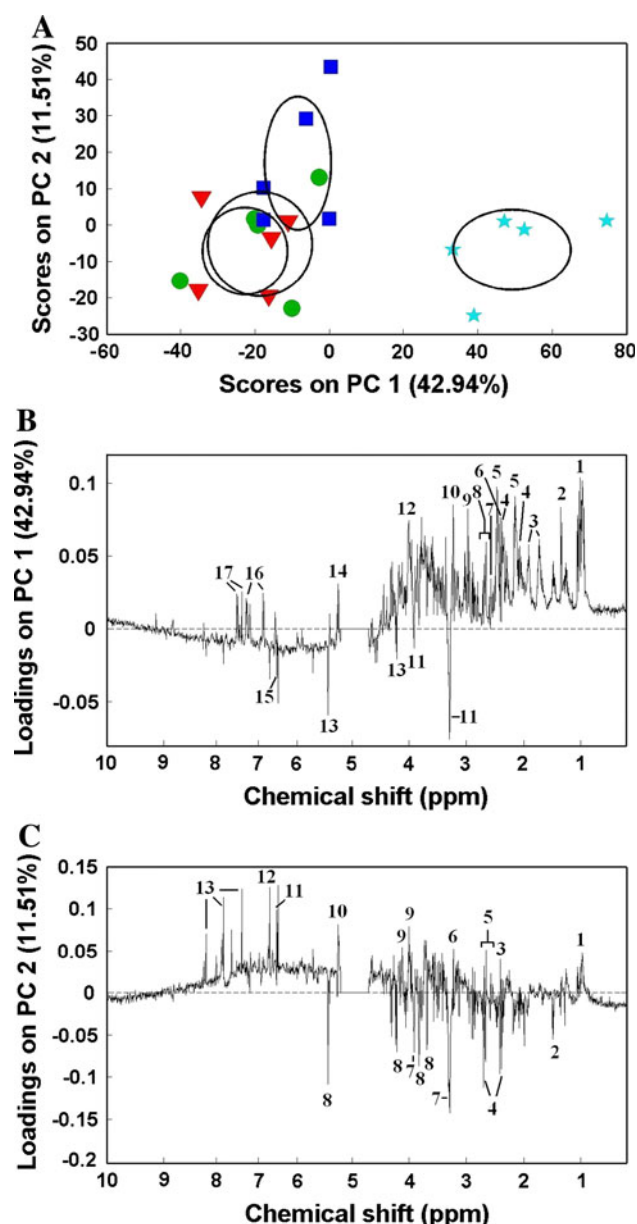 A
Scores on PC 2 (11.51%)
50
40
30
20
10
0
-10
-20
-30
-60 -40 -20 0 20 40 60 80
Scores on PC 1 (42.94%)
B
Loadings on PC 1 (42.94%)
0.1
0.05
0
-0.05
17 16 14 12 10 9 8 6 7 5 4 5 4 3 2 1
15 13 13 11 11
10 9 8 7 6 5 4 3 2 1
Chemical shift (ppm)
C
Loadings on PC 2 (11.51%)
0.15
0.1
0.05
0
-0.05
-0.1
-0.15
-0.2
13 12 11 10 9 9 6 5 3 1
8 8 7 8 8 7 4 2
10 9 8 7 6 5 4 3 2 1
Chemical shift (ppm)